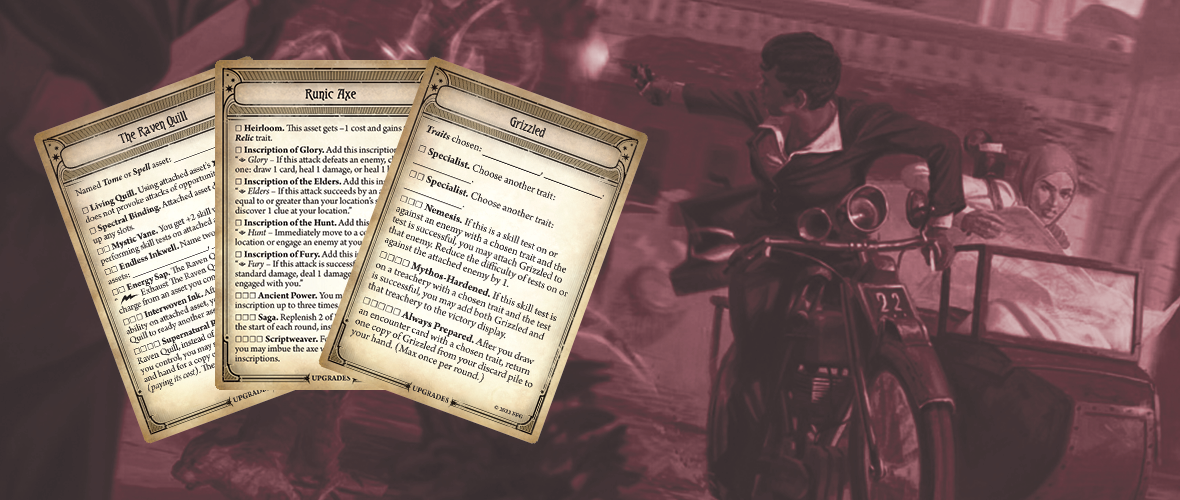 The Raven Quill
Named Tome or Spell asset:
☐ Living Quill. Using attached asset's
does not provoke attacks of opportuni
☐ Spectral Binding. Attached asset d
up any slots.
☐☐ Mystic Vane. You get +2 skill v
performing skill tests on attached
☐☐ Endless Inkwell. Name two
assets:
☐☐ Energy Sap. The Raven Q
Exhaust The Raven Q
charge from an asset you con
☐☐☐ Interwoven Ink. Aft
ability on attached asset, yo
Quill to ready another asset
☐☐☐☐ Supernatural R
Raven Quill, instead of
you control, you may
and hand for a copy o
(paying its cost). The
UPGRADES
Runic Axe
☐ Heirloom. This asset gets –1 cost and gains
Relic trait.
☐ Inscription of Glory. Add this inscription
Glory – If this attack defeats an enemy, c
one: draw 1 card, heal 1 damage, or heal 1
☐ Inscription of the Elders. Add this in
Elders – If this attack succeeds by an a
equal to or greater than your location's
discover 1 clue at your location."
☐ Inscription of the Hunt. Add this
Hunt – Immediately move to a c
location or engage an enemy at you
☐ Inscription of Fury. Add this i
Fury – If this attack is success
standard damage, deal 1 damage
engaged with you."
☐☐☐ Ancient Power. You m
inscription up to three times
☐☐☐ Saga. Replenish 2 of
the start of each round, ins
☐☐☐☐ Scriptweaver. F
you may imbue the axe
inscriptions.
UPGRADES
Grizzled
Traits chosen:
☐ Specialist. Choose another trait:
☐ Specialist. Choose another trait:
☐☐☐ Nemesis. If this is a skill test on or
against an enemy with a chosen trait and the
test is successful, you may attach Grizzled to
that enemy. Reduce the difficulty of tests on or
against the attached enemy by 1.
☐☐☐☐ Mythos-Hardened. If this skill test is
on a treachery with a chosen trait and the test
is successful, you may add both Grizzled and
that treachery to the victory display.
☐☐☐☐☐ Always Prepared. After you draw
an encounter card with a chosen trait, return
one copy of Grizzled from your discard pile to
your hand. (Max once per round.)
UPGRADES
© 2022 FFG
22